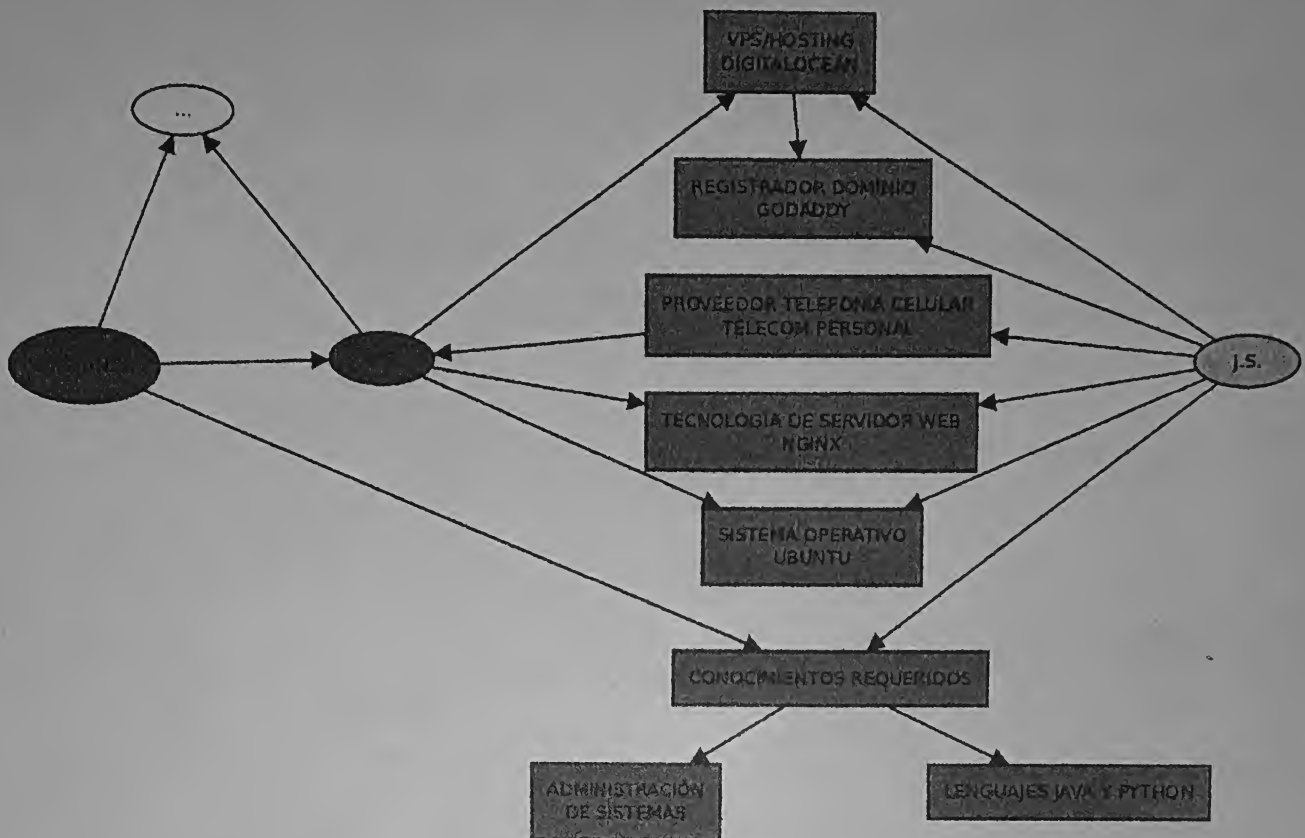 VPS/HOSTING
DIGITALOCEAN
...
REGISTRADOR DOMINIO
GODADDY
PROVEEDOR TELEFONIA CELULAR
TELECOM PERSONAL
J.S.
TECNOLOGIA DE SERVIDOR WEB
NGINX
SISTEMA OPERATIVO
UBUNTU
CONOCIMIENTOS REQUERIDOS
ADMINISTRACIÓN
DE SISTEMAS
LENGUAJES JAVA Y PYTHON